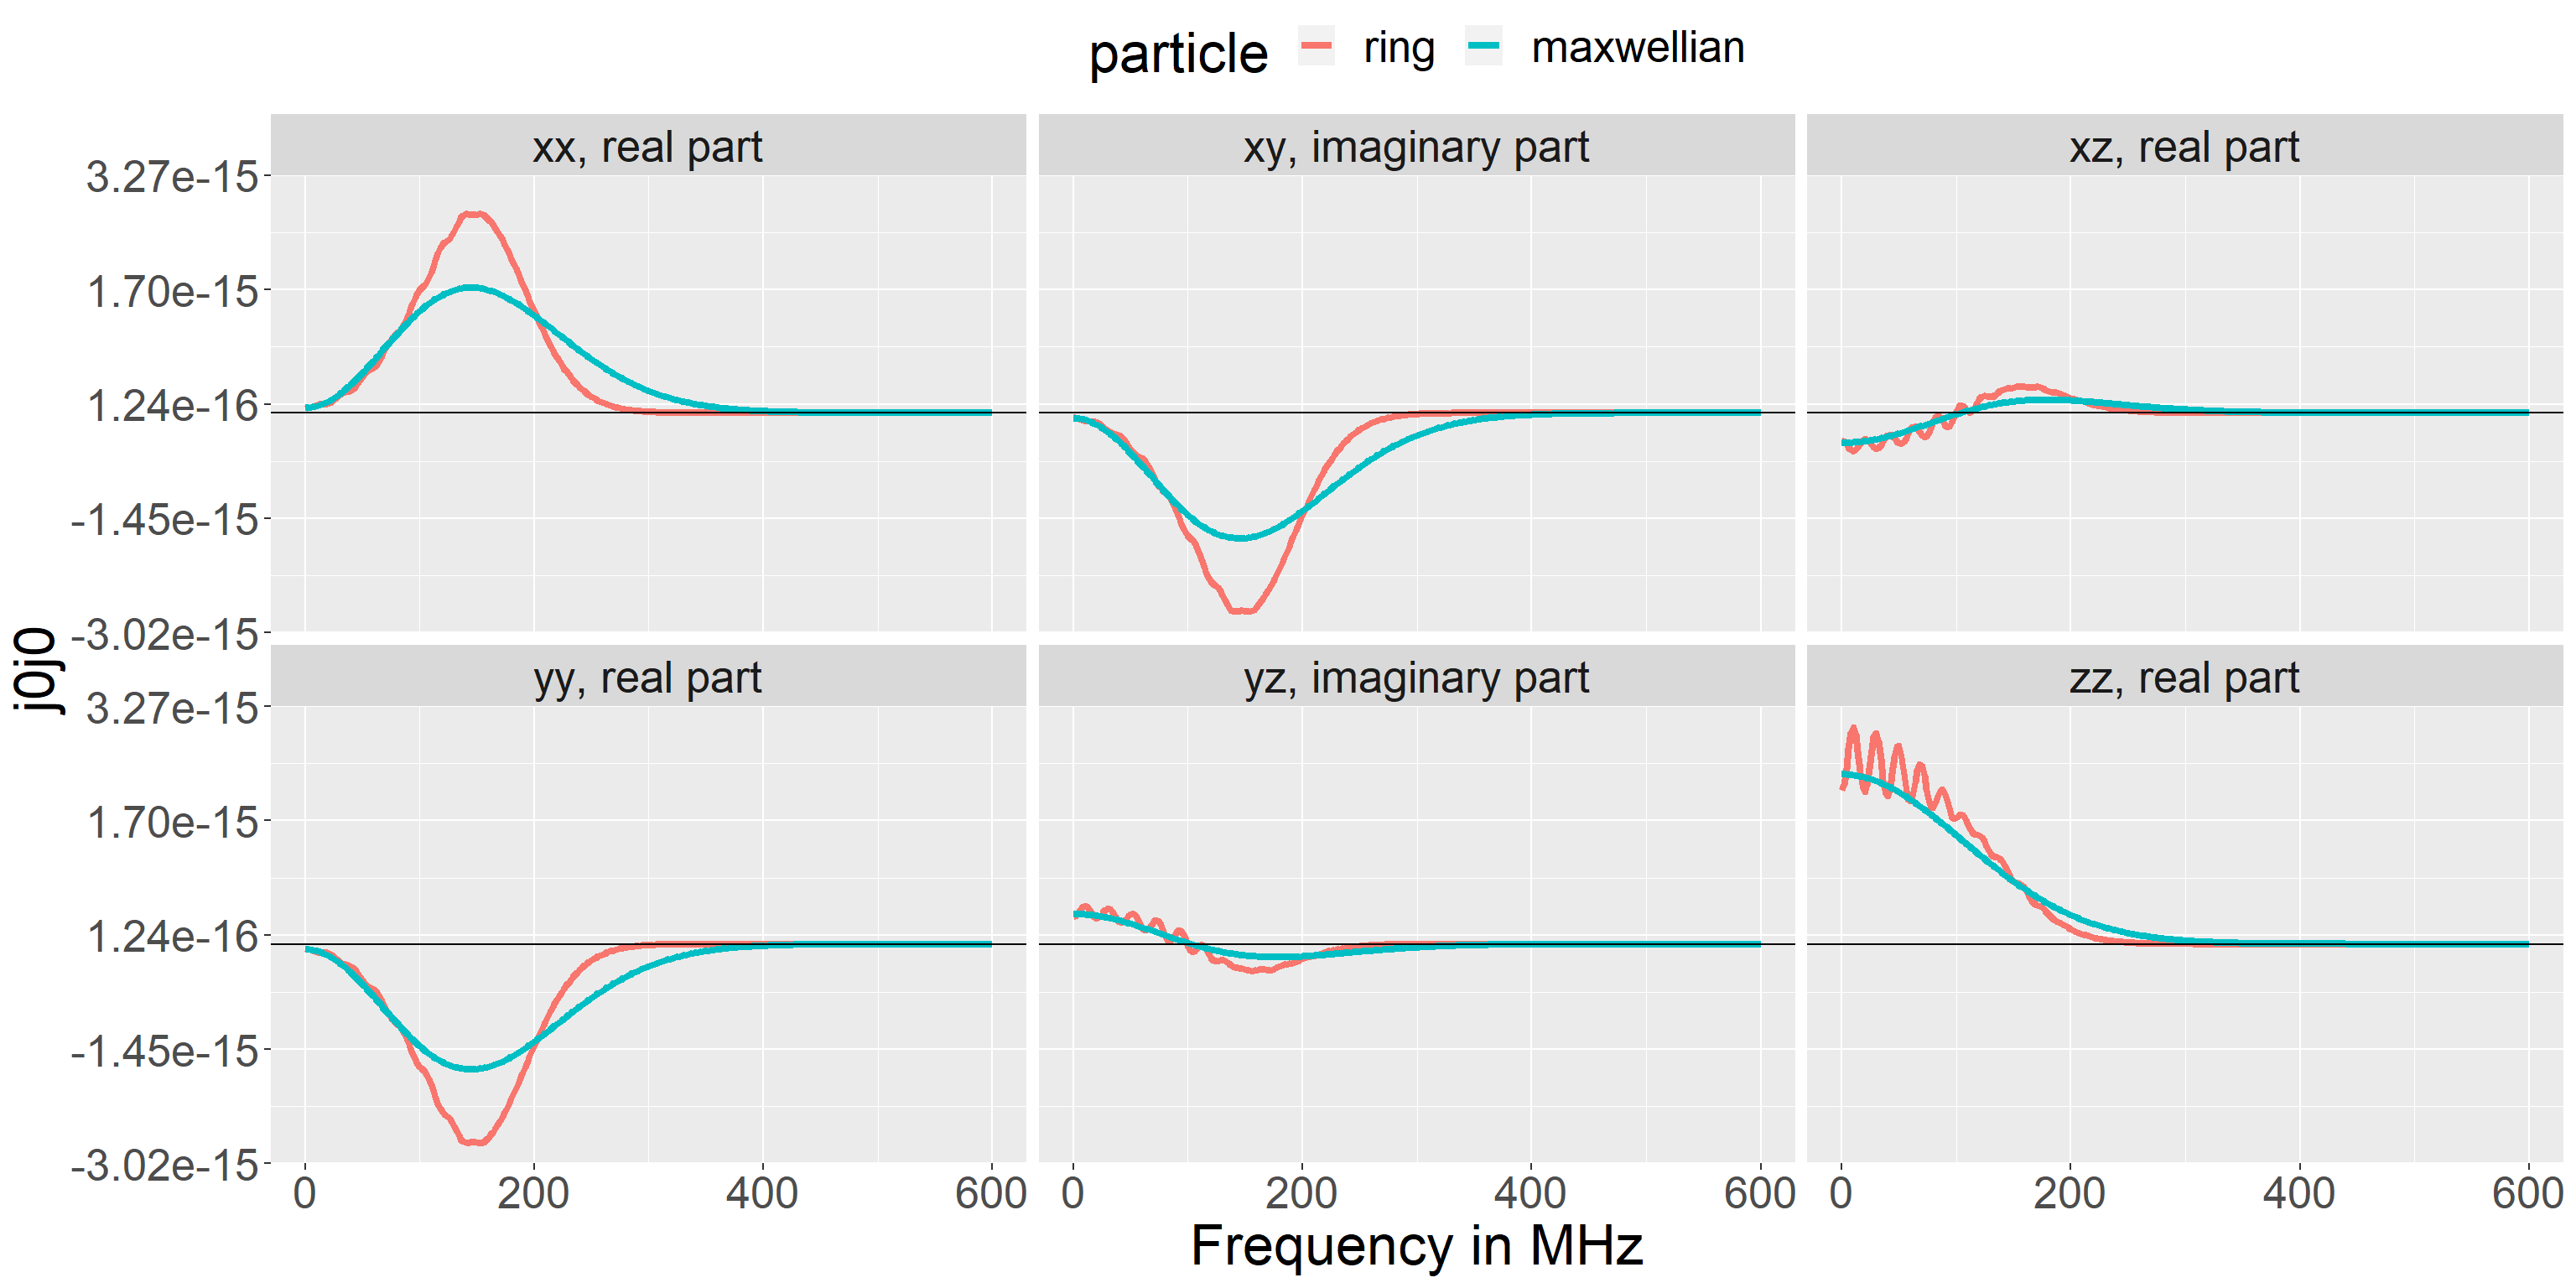 particle ring maxwellian
xx, real part
xy, imaginary part
xz, real part
3.27e-15
1.70e-15
1.24e-16
-1.45e-15
-3.02e-15
yy, real part
yz, imaginary part
zz, real part
3.27e-15
1.70e-15
1.24e-16
-1.45e-15
-3.02e-15
j0j0
0 200 400 600
0 200 400 600
0 200 400 600
Frequency in MHz